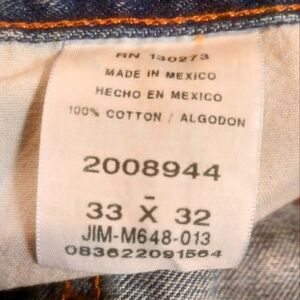 RN 130273
MADE IN MEXICO
HECHO EN MEXICO
100% COTTON / ALGODON
2008944
-
33 X 32
JIM-M648-013
083622091564